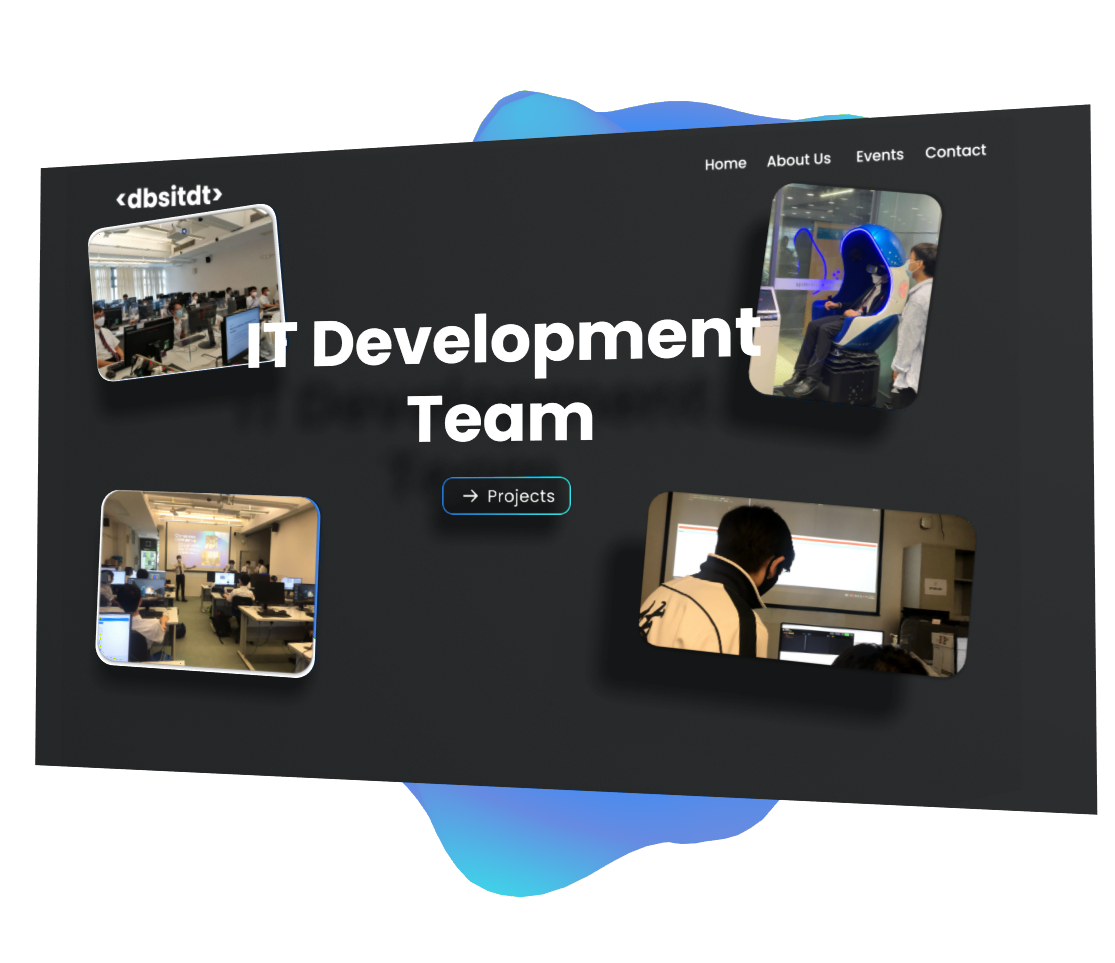 Home About Us Events Contact
<dbsitdt>
IT Development
Team
→ Projects